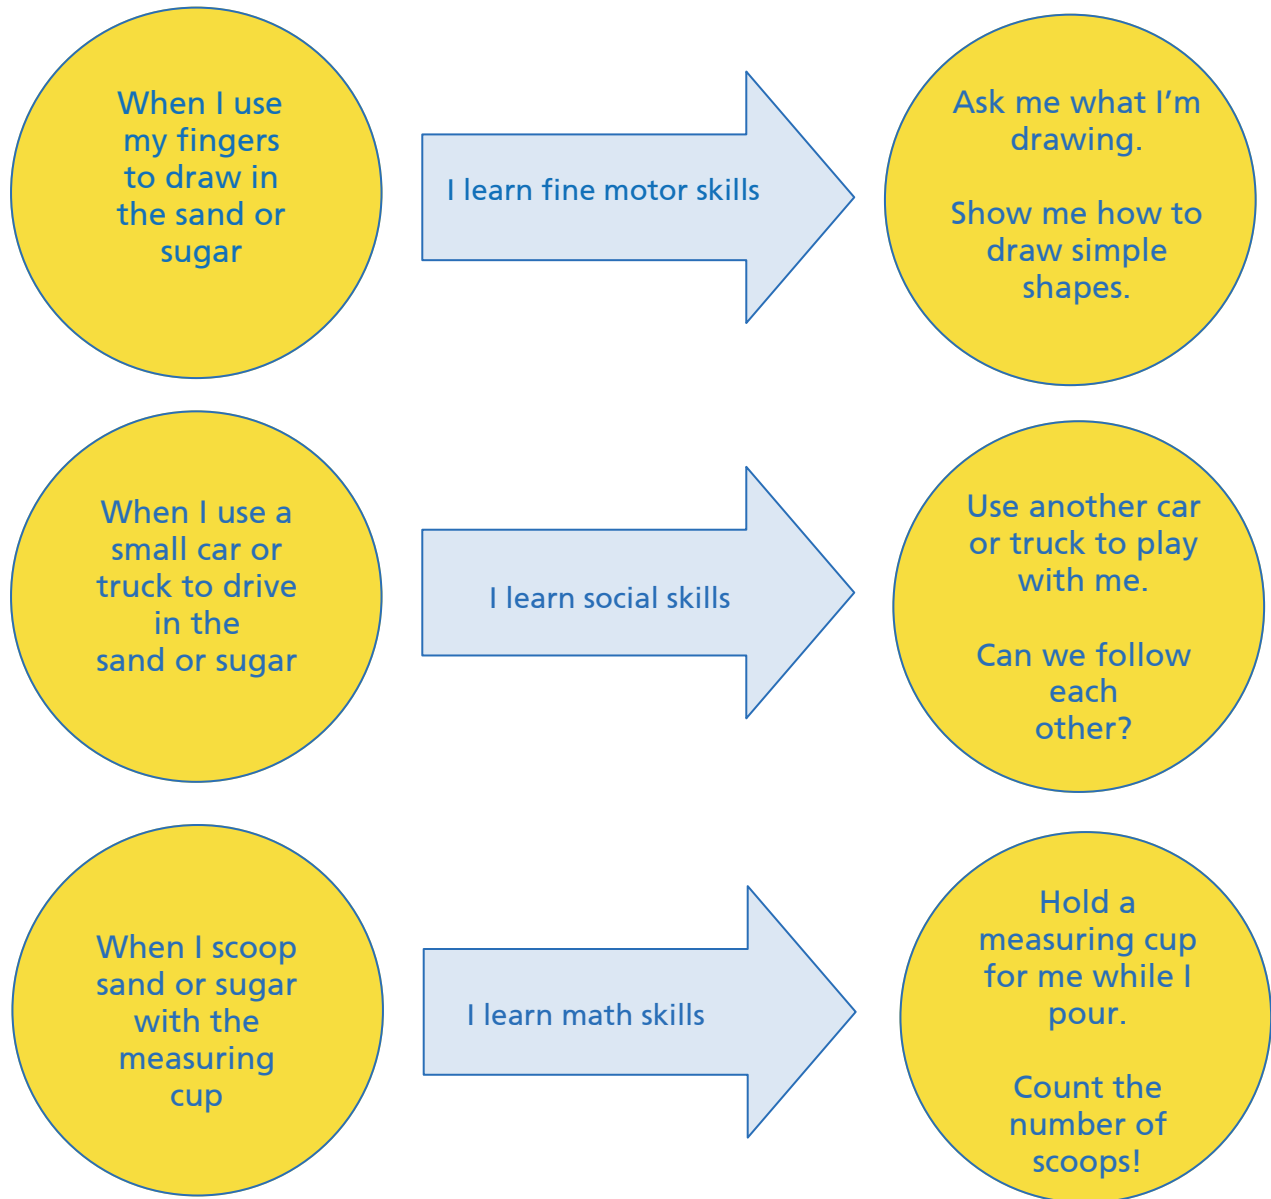 When I use
my fingers
to draw in
the sand or
sugar
I learn fine motor skills
Ask me what I'm
drawing.
Show me how to
draw simple
shapes.
When I use a
small car or
truck to drive
in the
sand or sugar
I learn social skills
Use another car
or truck to play
with me.
Can we follow
each
other?
When I scoop
sand or sugar
with the
measuring
cup
I learn math skills
Hold a
measuring cup
for me while I
pour.
Count the
number of
scoops!